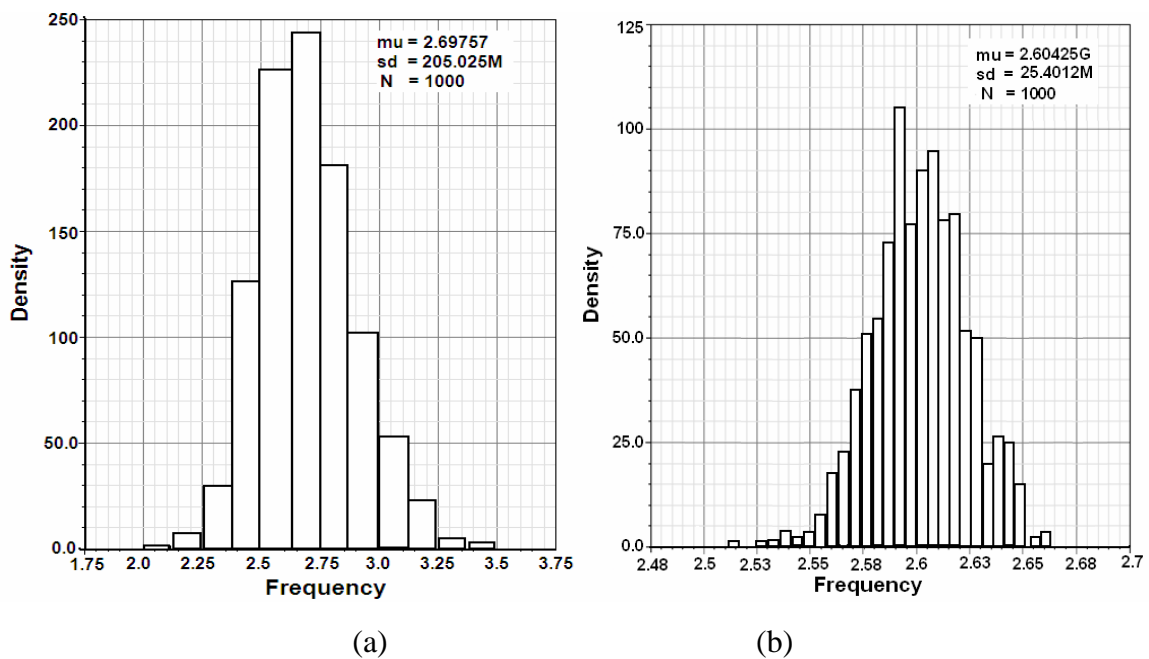 250
200
150
100
50.0
0.0
Density
mu = 2.69757
sd = 205.025M
N = 1000
1.75 2.0 2.25 2.5 2.75 3.0 3.25 3.5 3.75
Frequency
(a)
125
100
75.0
50.0
25.0
0.0
Density
mu = 2.60425G
sd = 25.4012M
N = 1000
2.48 2.5 2.53 2.55 2.58 2.6 2.63 2.65 2.68 2.7
Frequency
(b)